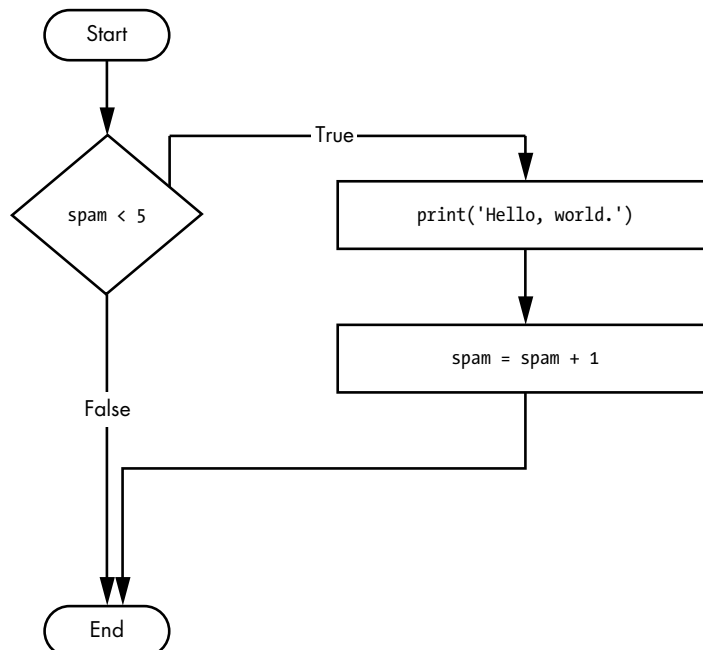 Start
True
spam < 5
print('Hello, world.')
spam = spam + 1
False
End